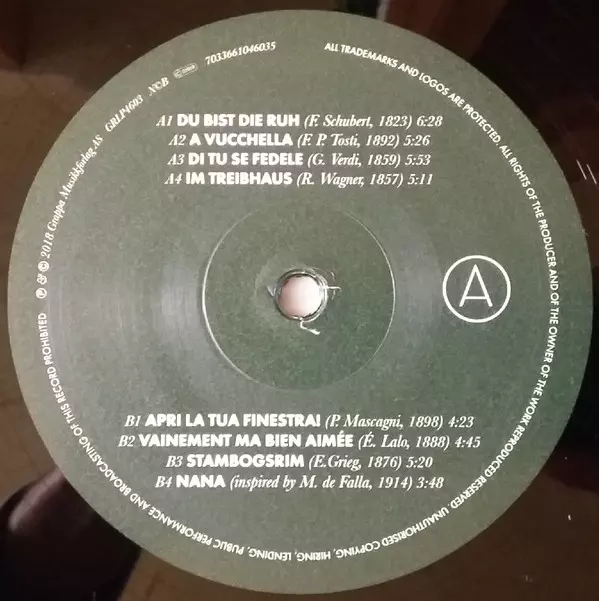 A1 DU BIST DIE RUH (F. Schubert, 1823) 6:28
A2 A VUCCHELLA (F. P. Tosti, 1892) 5:26
A3 DI TU SE FEDELE (G. Verdi, 1859) 5:53
A4 IM TREIBHAUS (R. Wagner, 1857) 5:11
A
B1 APRI LA TUA FINESTRA! (P. Mascagni, 1898) 4:23
B2 VAINEMENT MA BIEN AIMÉE (É. Lalo, 1888) 4:45
B3 STAMBOGSRIM (E.Grieg, 1876) 5:20
B4 NANA (inspired by M. de Falla, 1914) 3:48
℗ & © 2018 Grappa Musikkforlag AS GRLP4603 N©B 7033661046035
ALL TRADEMARKS AND LOGOS ARE PROTECTED. ALL RIGHTS OF THE PRODUCER AND OF THE OWNER OF THE WORK REPRODUCED RESERVED. UNAUTHORISED COPYING, HIRING, LENDING, PUBLIC PERFORMANCE AND BROADCASTING OF THIS RECORD PROHIBITED